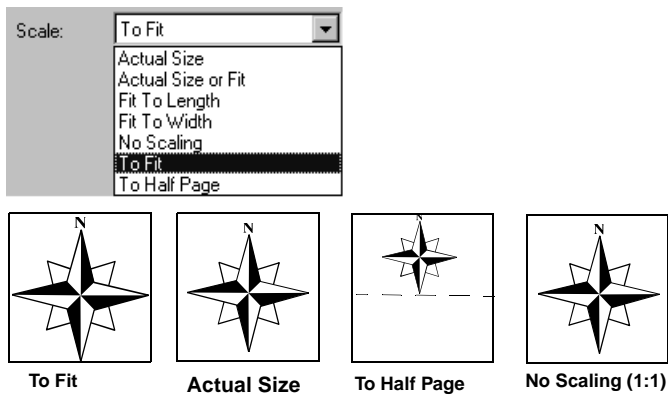 Scale: To Fit
Actual Size
Actual Size or Fit
Fit To Length
Fit To Width
No Scaling
To Fit
To Half Page
N N N N
To Fit Actual Size To Half Page No Scaling (1:1)